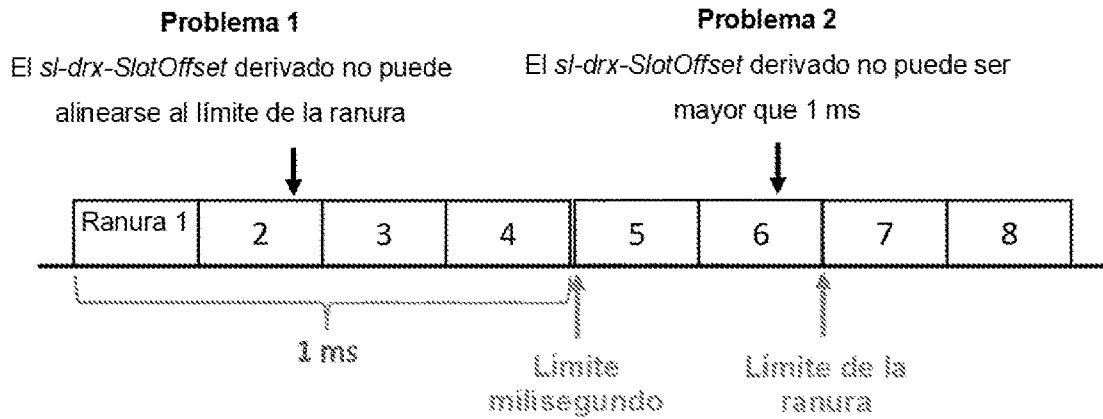 Problema 1
El sl-drx-SlotOffset derivado no puede
alinearse al límite de la ranura
Problema 2
El sl-drx-SlotOffset derivado no puede ser
mayor que 1 ms
Ranura 1 2 3 4 5 6 7 8
1 ms
Límite
milisegundo
Límite de la
ranura